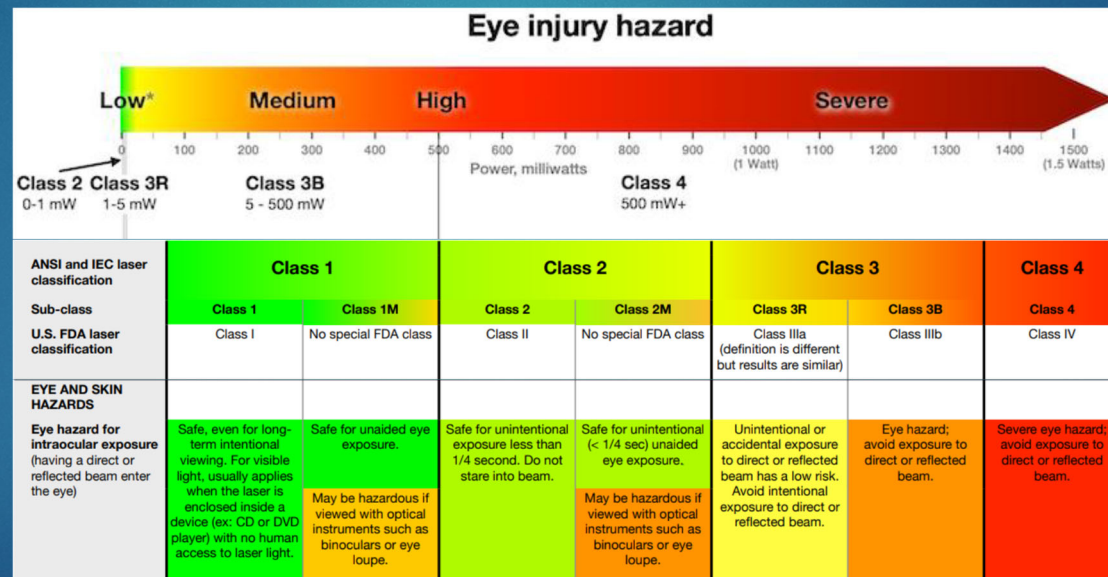 Eye injury hazard
Low* Medium High Severe
0 100 200 300 400 500 600 700 800 900 1000 1100 1200 1300 1400 1500
(1 Watt) (1.5 Watts)
Power, milliwatts
Class 2 Class 3R Class 3B Class 4
0-1 mW 1-5 mW 5 - 500 mW 500 mW+
ANSI and IEC laser
classification
Class 1 Class 2 Class 3 Class 4
Sub-class Class 1 Class 1M Class 2 Class 2M Class 3R Class 3B Class 4
U.S. FDA laser
classification
Class I
No special FDA class
Class II
No special FDA class
Class IIIa
(definition is different
but results are similar)
Class IIIb
Class IV
EYE AND SKIN
HAZARDS
Eye hazard for
intraocular exposure
(having a direct or
reflected beam enter
the eye)
Safe, even for long-
term intentional
viewing. For visible
light, usually applies
when the laser is
enclosed inside a
device (ex: CD or DVD
player) with no human
access to laser light.
Safe for unaided eye
exposure.
May be hazardous if
viewed with optical
instruments such as
binoculars or eye
loupe.
Safe for unintentional
exposure less than
1/4 second. Do not
stare into beam.
Safe for unintentional
(< 1/4 sec) unaided
eye exposure.
May be hazardous if
viewed with optical
instruments such as
binoculars or eye
loupe.
Unintentional or
accidental exposure
to direct or reflected
beam has a low risk.
Avoid intentional
exposure to direct or
reflected beam.
Eye hazard;
avoid exposure to
direct or reflected
beam.
Severe eye hazard;
avoid exposure to
direct or reflected
beam.